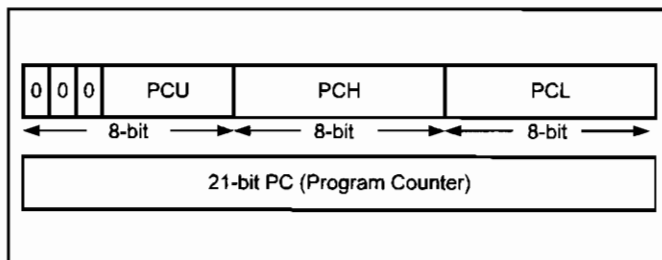 0 0 0 PCU PCH PCL
8-bit 8-bit 8-bit
21-bit PC (Program Counter)